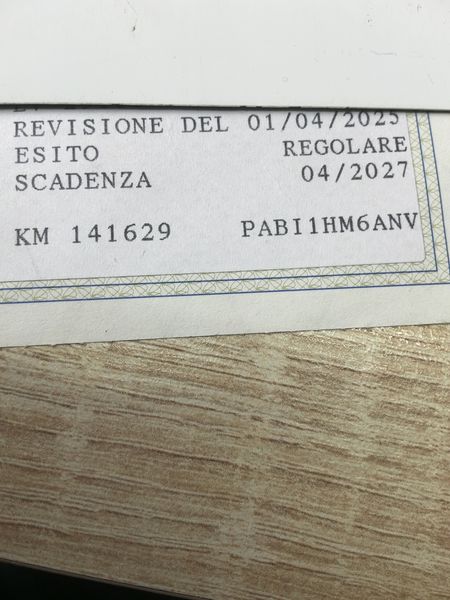 REVISIONE DEL 01/04/2025
ESITO REGOLARE
SCADENZA 04/2027
KM 141629 PABI1HM6ANV